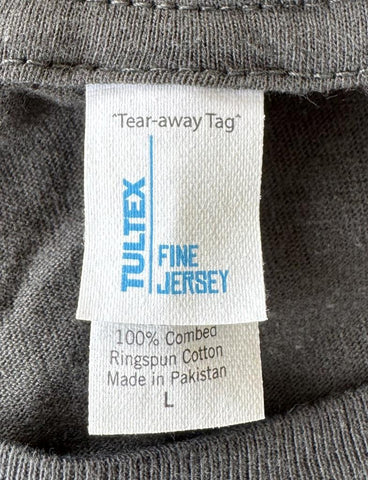 "Tear-away Tag"
TULTEX
FINE
JERSEY
100% Combed
Ringspun Cotton
Made in Pakistan
L